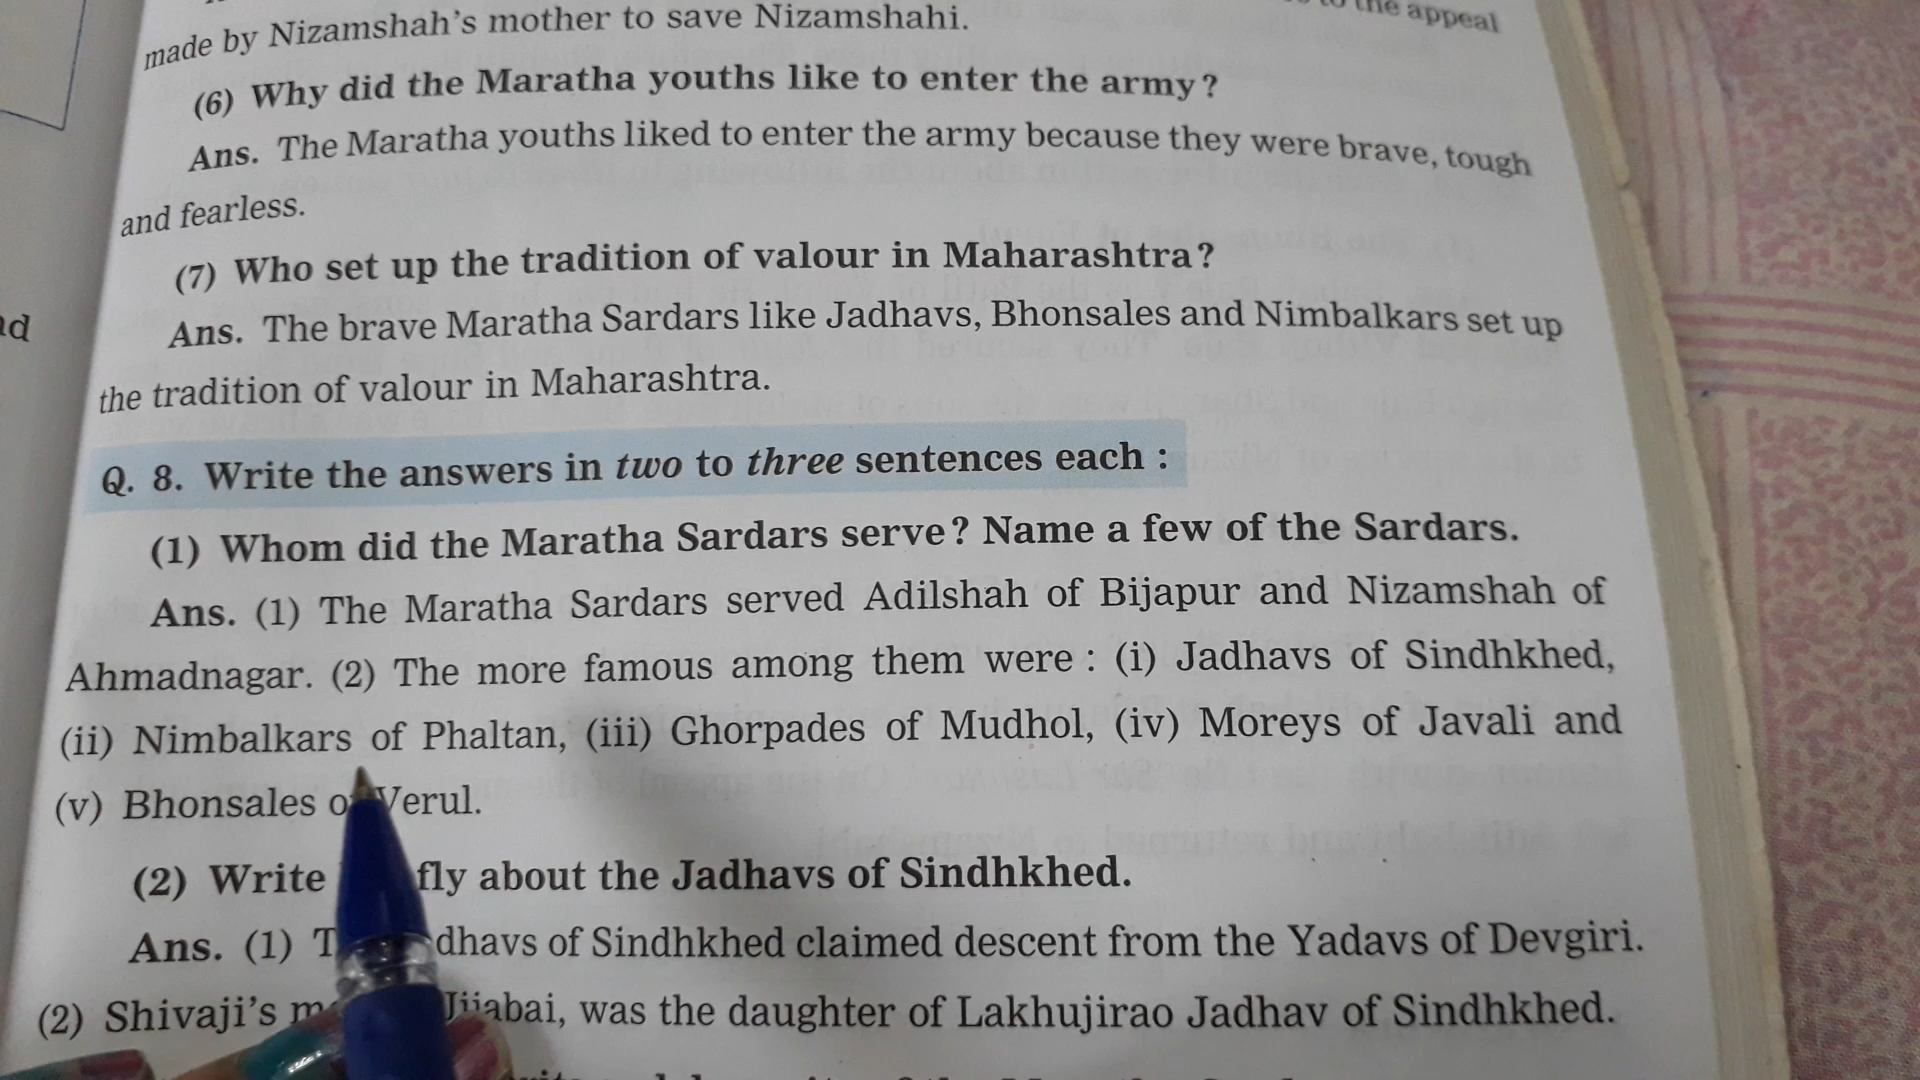 the appeal
made by Nizamshah's mother to save Nizamshahi.
(6) Why did the Maratha youths like to enter the army?
Ans. The Maratha youths liked to enter the army because they were brave, tough
and fearless.
(7) Who set up the tradition of valour in Maharashtra?
Ans. The brave Maratha Sardars like Jadhavs, Bhonsales and Nimbalkars set up
the tradition of valour in Maharashtra.
Q. 8. Write the answers in two to three sentences each :
(1) Whom did the Maratha Sardars serve? Name a few of the Sardars.
Ans. (1) The Maratha Sardars served Adilshah of Bijapur and Nizamshah of
Ahmadnagar. (2) The more famous among them were : (i) Jadhavs of Sindhkhed,
(ii) Nimbalkars of Phaltan, (iii) Ghorpades of Mudhol, (iv) Moreys of Javali and
(v) Bhonsales of Verul.
(2) Write fly about the Jadhavs of Sindhkhed.
Ans. (1) dhavs of Sindhkhed claimed descent from the Yadavs of Devgiri.
(2) Shivaji's Jijabai, was the daughter of Lakhujirao Jadhav of Sindhkhed.